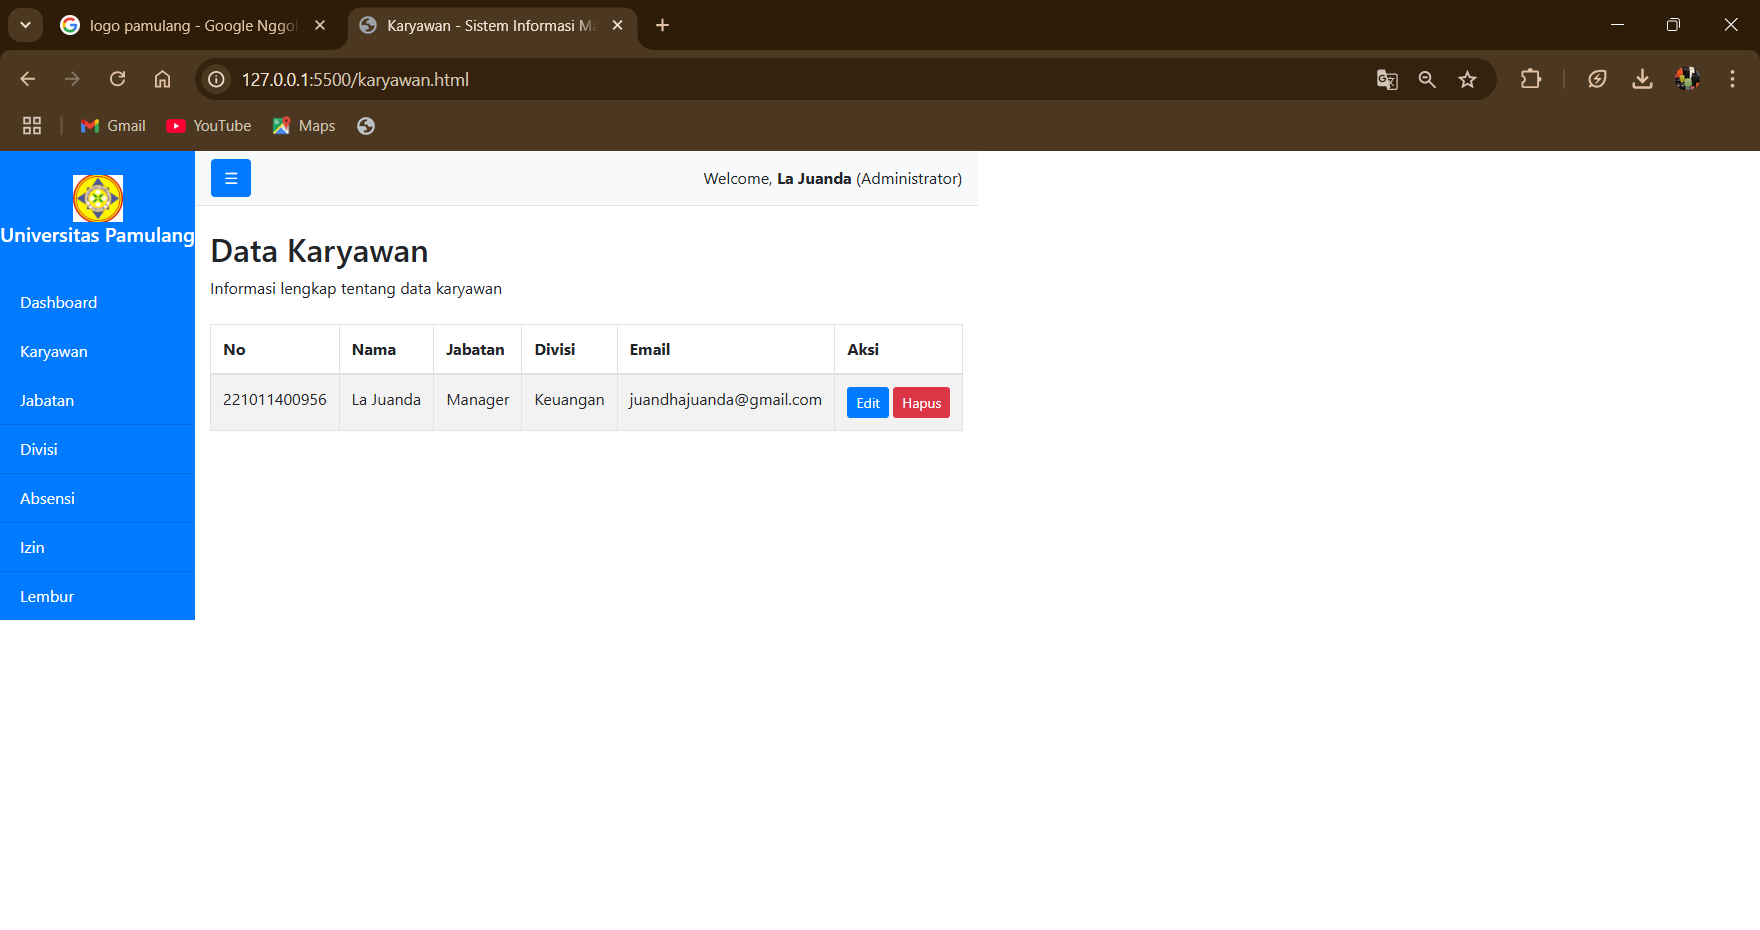 logo pamulang - Google Nggol
Karyawan - Sistem Informasi Ma
127.0.0.1:5500/karyawan.html
Gmail
YouTube
Maps
Universitas Pamulang
Dashboard
Karyawan
Jabatan
Divisi
Absensi
Izin
Lembur
Welcome, La Juanda (Administrator)
Data Karyawan
Informasi lengkap tentang data karyawan
No Nama Jabatan Divisi Email Aksi
221011400956 La Juanda Manager Keuangan juandhajuanda@gmail.com Edit Hapus